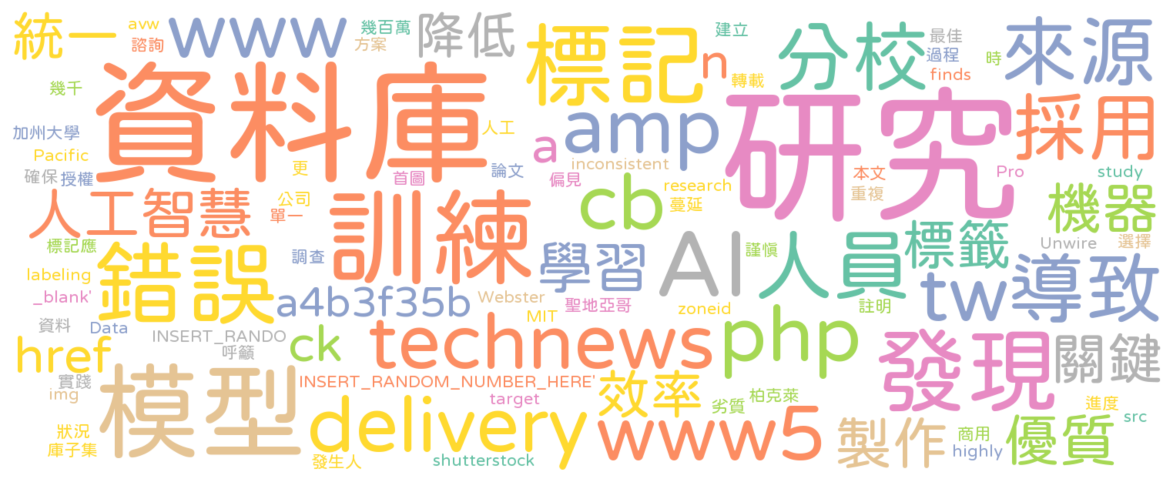 統一
avw
諮詢
www
幾百萬
方案
降低
標記
n
建立
轉載
分校
最佳
過程
finds
時
來源
幾千
資料庫
人工
amp
a
研究
採用
加州大學
Pacific
確保
授權
更
首圖
論文
inconsistent
偏見
research
蔓延
cb
本文
重複
Pro
study
人工智慧
公司
單一
訓練
機器
標記應
錯誤
調查
學習
AI
謹慎
人員
標籤
Unwire
選擇
labeling
_blank'
a4b3f35b
Webster
MIT
聖地亞哥
zoneid
註明
tw
導致
資料
Data
INSERT_RANDO
呼籲
ck
technews
php
href
發現
關鍵
實踐
img
模型
INSERT_RANDOM_NUMBER_HERE'
target
效率
劣質
柏克萊
進度
src
狀況
庫子集
發生人
delivery
shutterstock
www5
製作
商用
highly
優質